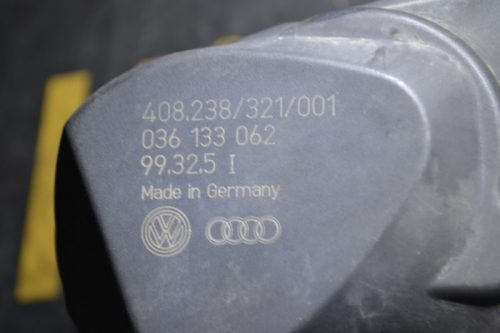 408.238/321/001
036 133 062
99.32.5 I
Made in Germany